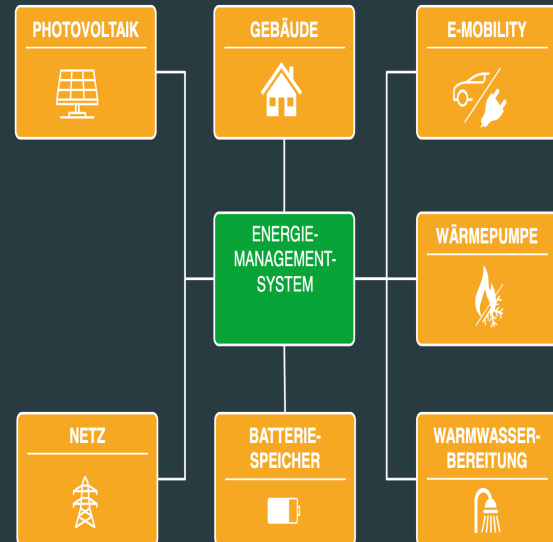 PHOTOVOLTAIK
GEBÄUDE
E-MOBILITY
ENERGIE-
MANAGEMENT-
SYSTEM
WÄRMEPUMPE
NETZ
BATTERIE-
SPEICHER
WARMWASSER-
BEREITUNG